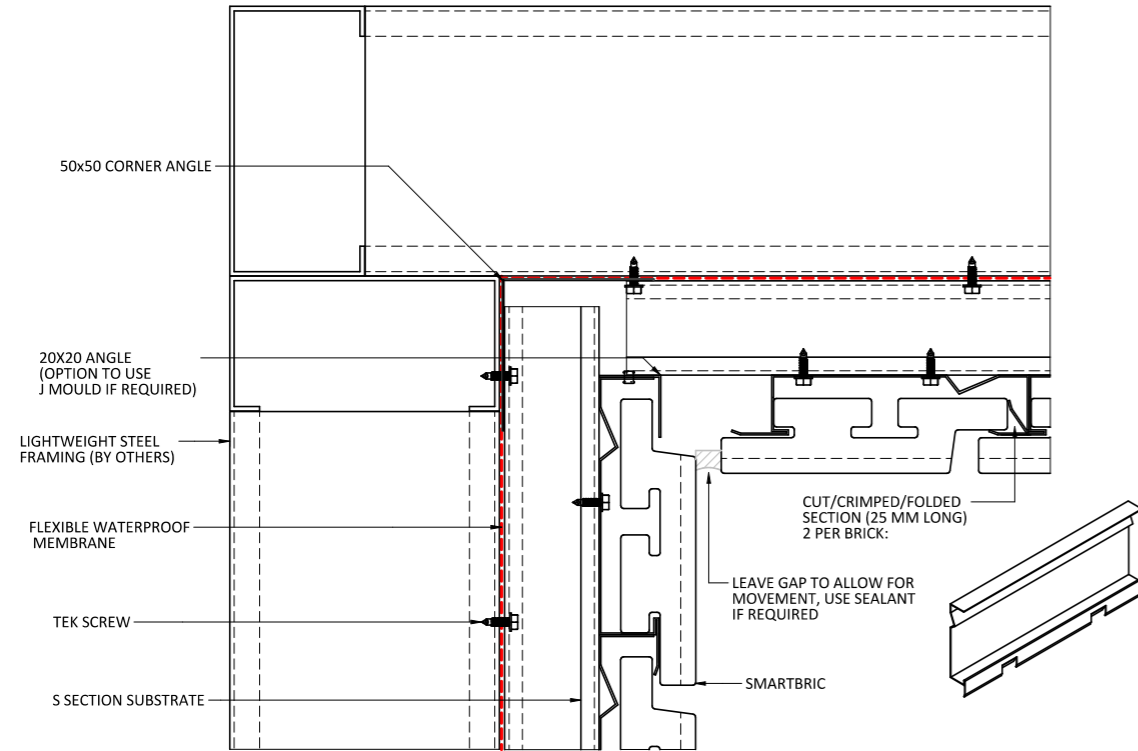 50x50 CORNER ANGLE
20X20 ANGLE
(OPTION TO USE
J MOULD IF REQUIRED)
LIGHTWEIGHT STEEL
FRAMING (BY OTHERS)
FLEXIBLE WATERPROOF
MEMBRANE
TEK SCREW
S SECTION SUBSTRATE
CUT/CRIMPED/FOLDED
SECTION (25 MM LONG)
2 PER BRICK:
LEAVE GAP TO ALLOW FOR
MOVEMENT, USE SEALANT
IF REQUIRED
SMARTBRIC